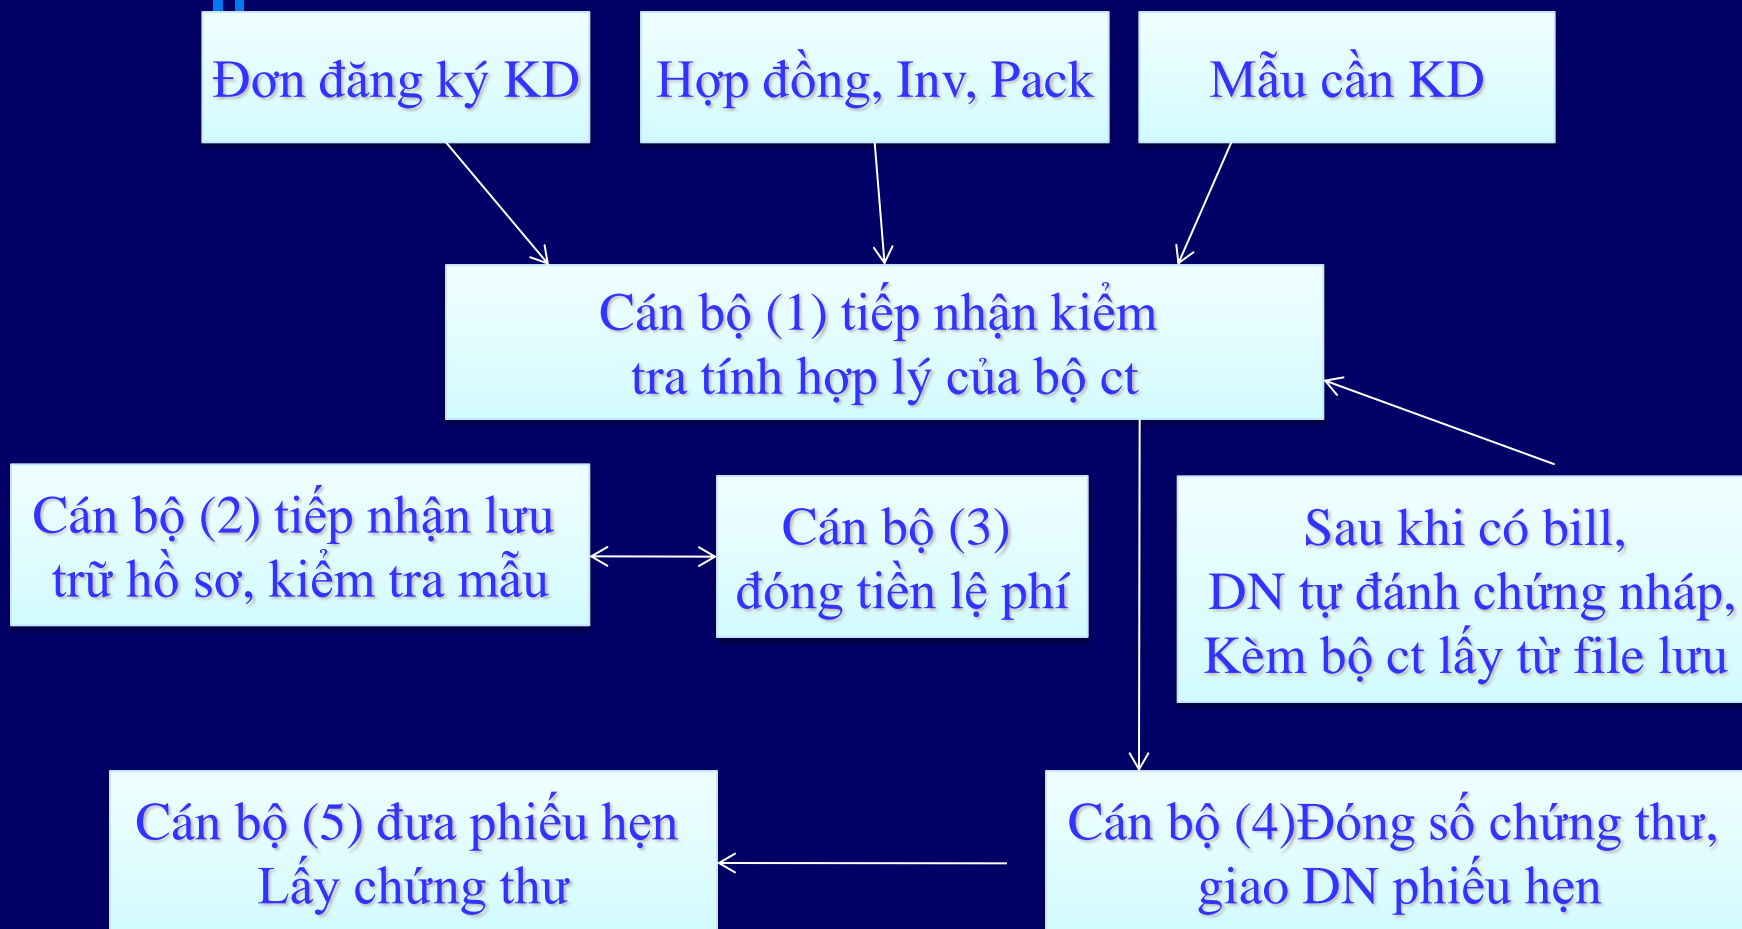 Đơn đăng ký KD
Hợp đồng, Inv, Pack
Mẫu cần KD
Cán bộ (1) tiếp nhận kiểm
tra tính hợp lý của bộ ct
Cán bộ (2) tiếp nhận lưu
trữ hồ sơ, kiểm tra mẫu
Cán bộ (3)
đóng tiền lệ phí
Sau khi có bill,
DN tự đánh chứng nháp,
Kèm bộ ct lấy từ file lưu
Cán bộ (5) đưa phiếu hẹn
Lấy chứng thư
Cán bộ (4)Đóng số chứng thư,
giao DN phiếu hẹn